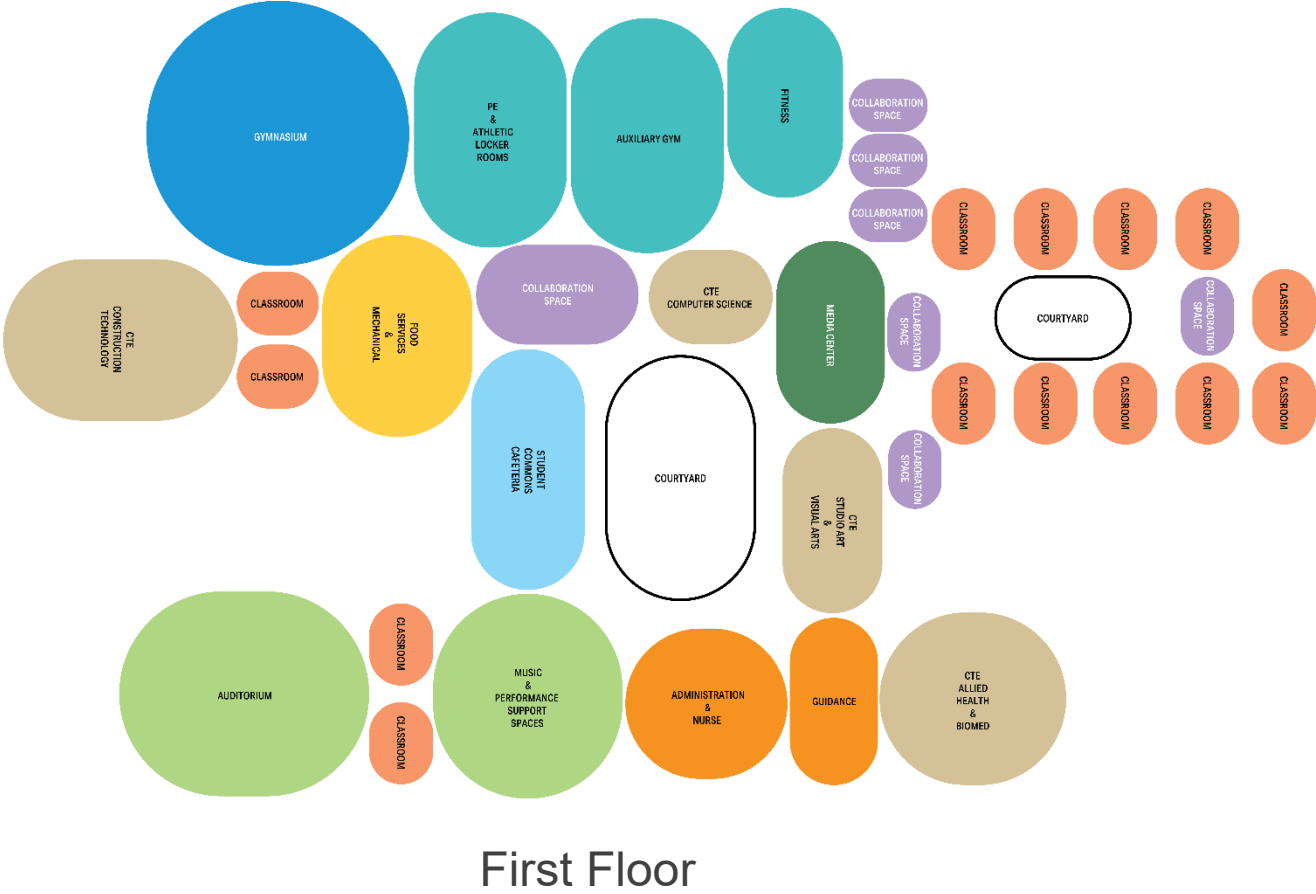 GYMNASIUM
PE
&
ATHLETIC
LOCKER
ROOMS
AUXILIARY GYM
FITNESS
COLLABORATION
SPACE
COLLABORATION
SPACE
COLLABORATION
SPACE
CLASSROOM
CLASSROOM
CLASSROOM
CLASSROOM
CTE
CONSTRUCTION
TECHNOLOGY
CLASSROOM
CLASSROOM
FOOD
SERVICES
&
MECHANICAL
COLLABORATION
SPACE
CTE
COMPUTER SCIENCE
MEDIA CENTER
COLLABORATION
SPACE
COURTYARD
COLLABORATION
SPACE
CLASSROOM
CLASSROOM
CLASSROOM
CLASSROOM
CLASSROOM
CLASSROOM
STUDENT
COMMONS
CAFETERIA
COURTYARD
CTE
STUDIO ART
&
VISUAL ARTS
COLLABORATION
SPACE
AUDITORIUM
CLASSROOM
CLASSROOM
MUSIC
&
PERFORMANCE
SUPPORT
SPACES
ADMINISTRATION
&
NURSE
GUIDANCE
CTE
ALLIED
HEALTH
&
BIOMED
First Floor